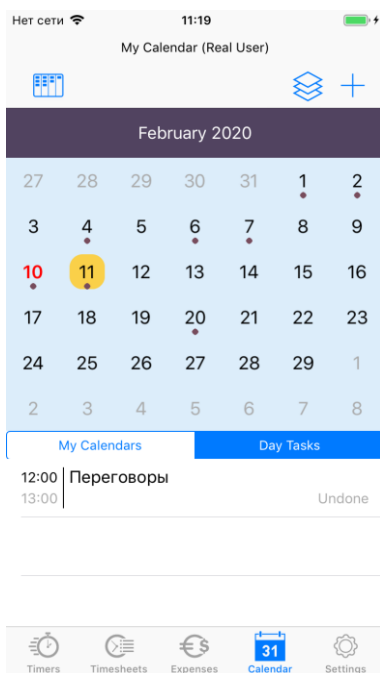 Нет сети 11:19
My Calendar (Real User)
February 2020
27 28 29 30 31 1 2
3 4 5 6 7 8 9
10 11 12 13 14 15 16
17 18 19 20 21 22 23
24 25 26 27 28 29 1
2 3 4 5 6 7 8
My Calendars Day Tasks
12:00 Переговоры
13:00 Undone
31
Timers Timesheets Expenses Calendar Settings